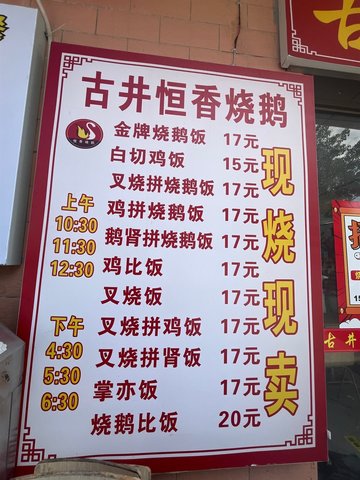 古井恒香烧鹅
金牌烧鹅饭 17元
白切鸡饭 15元
叉烧拼烧鹅饭 17元
鸡拼烧鹅饭 17元
鹅肾拼烧鹅饭 17元
鸡比饭 17元
叉烧饭 17元
叉烧拼鸡饭 17元
叉烧拼肾饭 17元
掌亦饭 17元
烧鹅比饭 20元
上午
10:30
11:30
12:30
下午
4:30
5:30
6:30
现烧现卖
古
古井